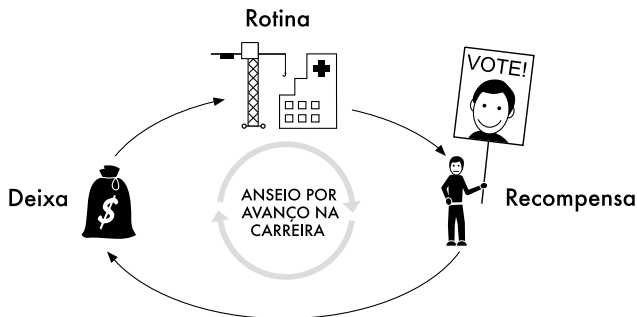 Rotina
VOTE!
Deixa
$
ANSEIO POR
AVANÇO NA
CARREIRA
Recompensa